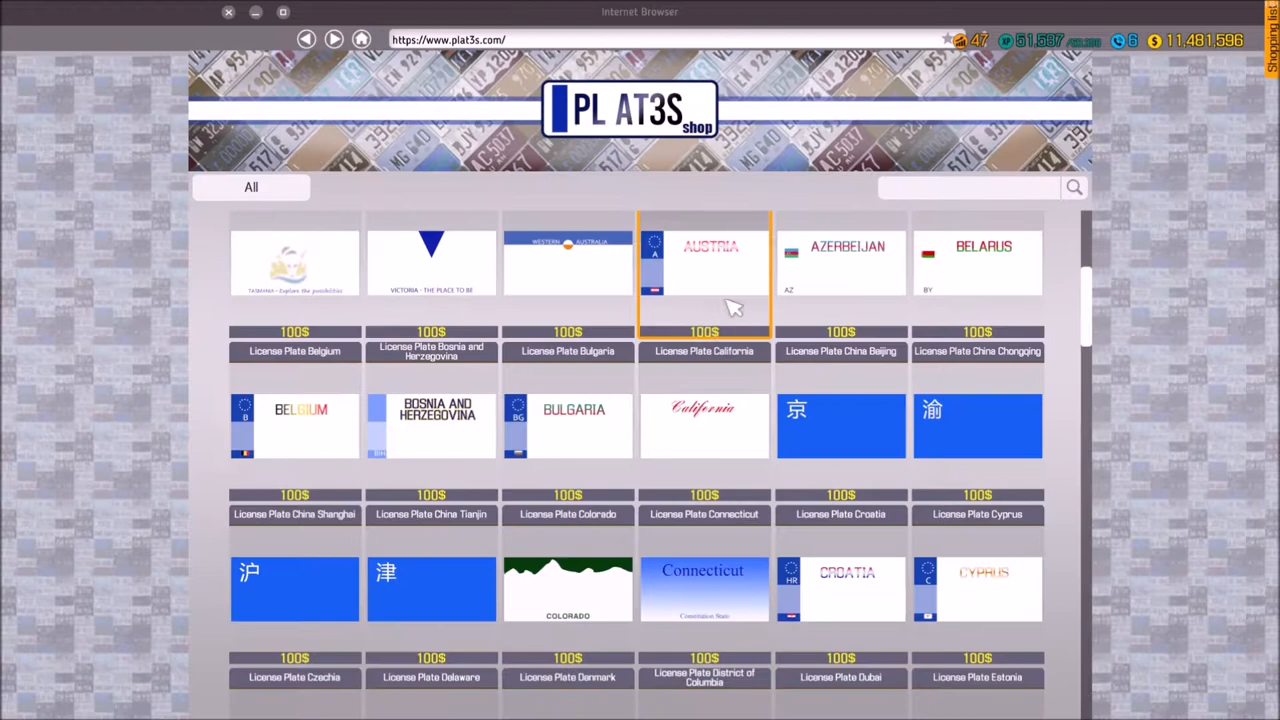 Internet Browser
https://www.plat3s.com/
47
51,587
6
11,481,596
Shopping list
PL AT3S
shop
All
TASMANIA - Explore the possibilities
VICTORIA - THE PLACE TO BE
WESTERN AUSTRALIA
A
AUSTRIA
AZERBEIJAN
AZ
BELARUS
BY
100$
100$
100$
100$
100$
100$
License Plate Belgium
License Plate Bosnia and
Herzegovina
License Plate Bulgaria
License Plate California
License Plate China Beijing
License Plate China Chongqing
B
BELGIUM
BOSNIA AND
HERZEGOVINA
BIH
BG
BULGARIA
California
京
渝
100$
100$
100$
100$
100$
100$
License Plate China Shanghai
License Plate China Tianjin
License Plate Colorado
License Plate Connecticut
License Plate Croatia
License Plate Cyprus
沪
津
COLORADO
Connecticut
Constitution State
HR
CROATIA
C
CYPRUS
100$
100$
100$
100$
100$
100$
License Plate Czechia
License Plate Delaware
License Plate Denmark
License Plate District of
Columbia
License Plate Dubai
License Plate Estonia